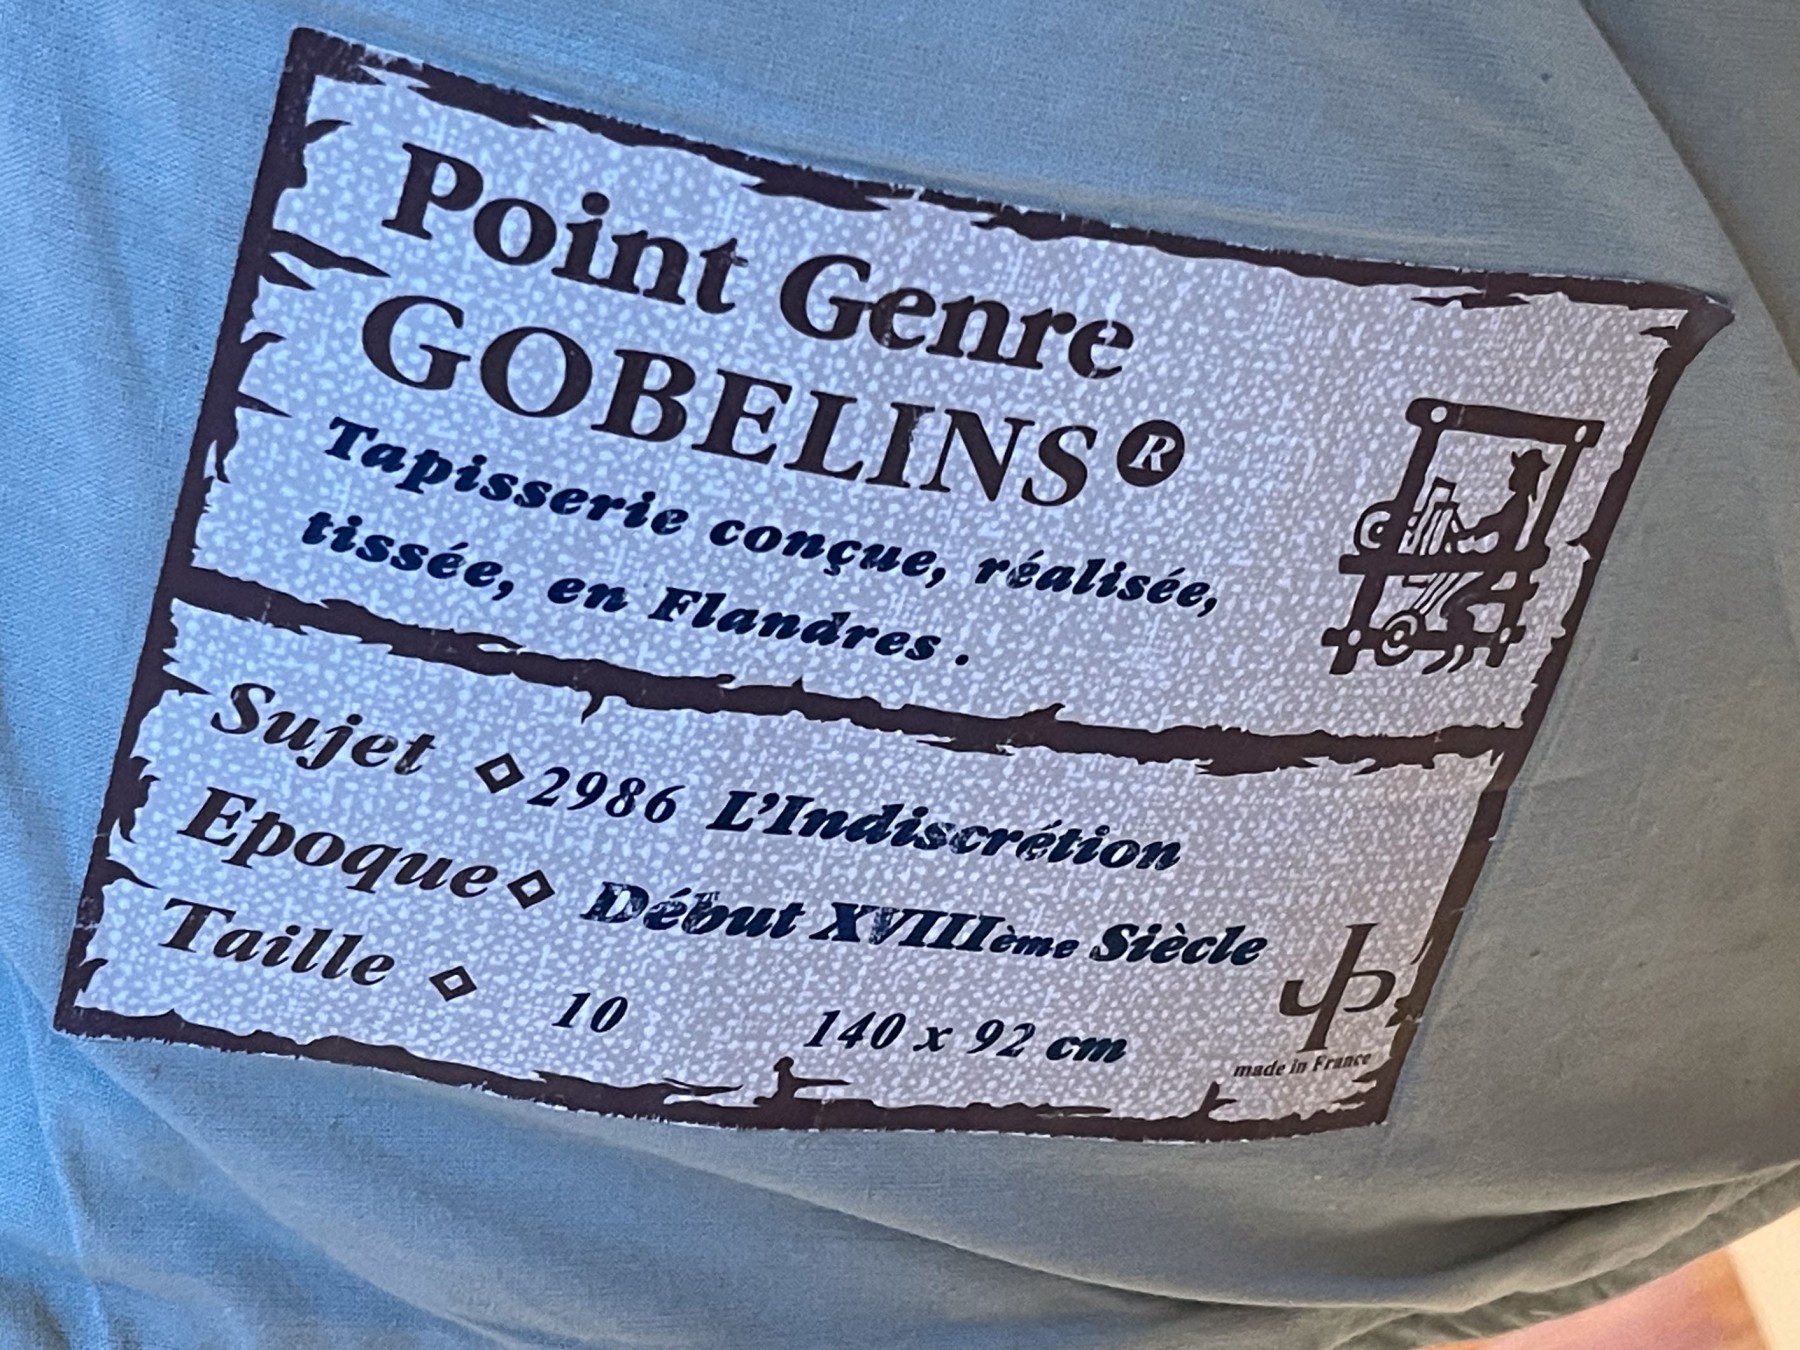 Point Genre
GOBELINS®
Tapisserie conçue, réalisée,
tissée, en Flandres .
Sujet ◇ 2986 L'Indiscrétion
Epoque ◇ Début XVIIIème Siècle
Taille ◇ 10 140 x 92 cm
JP
made in France